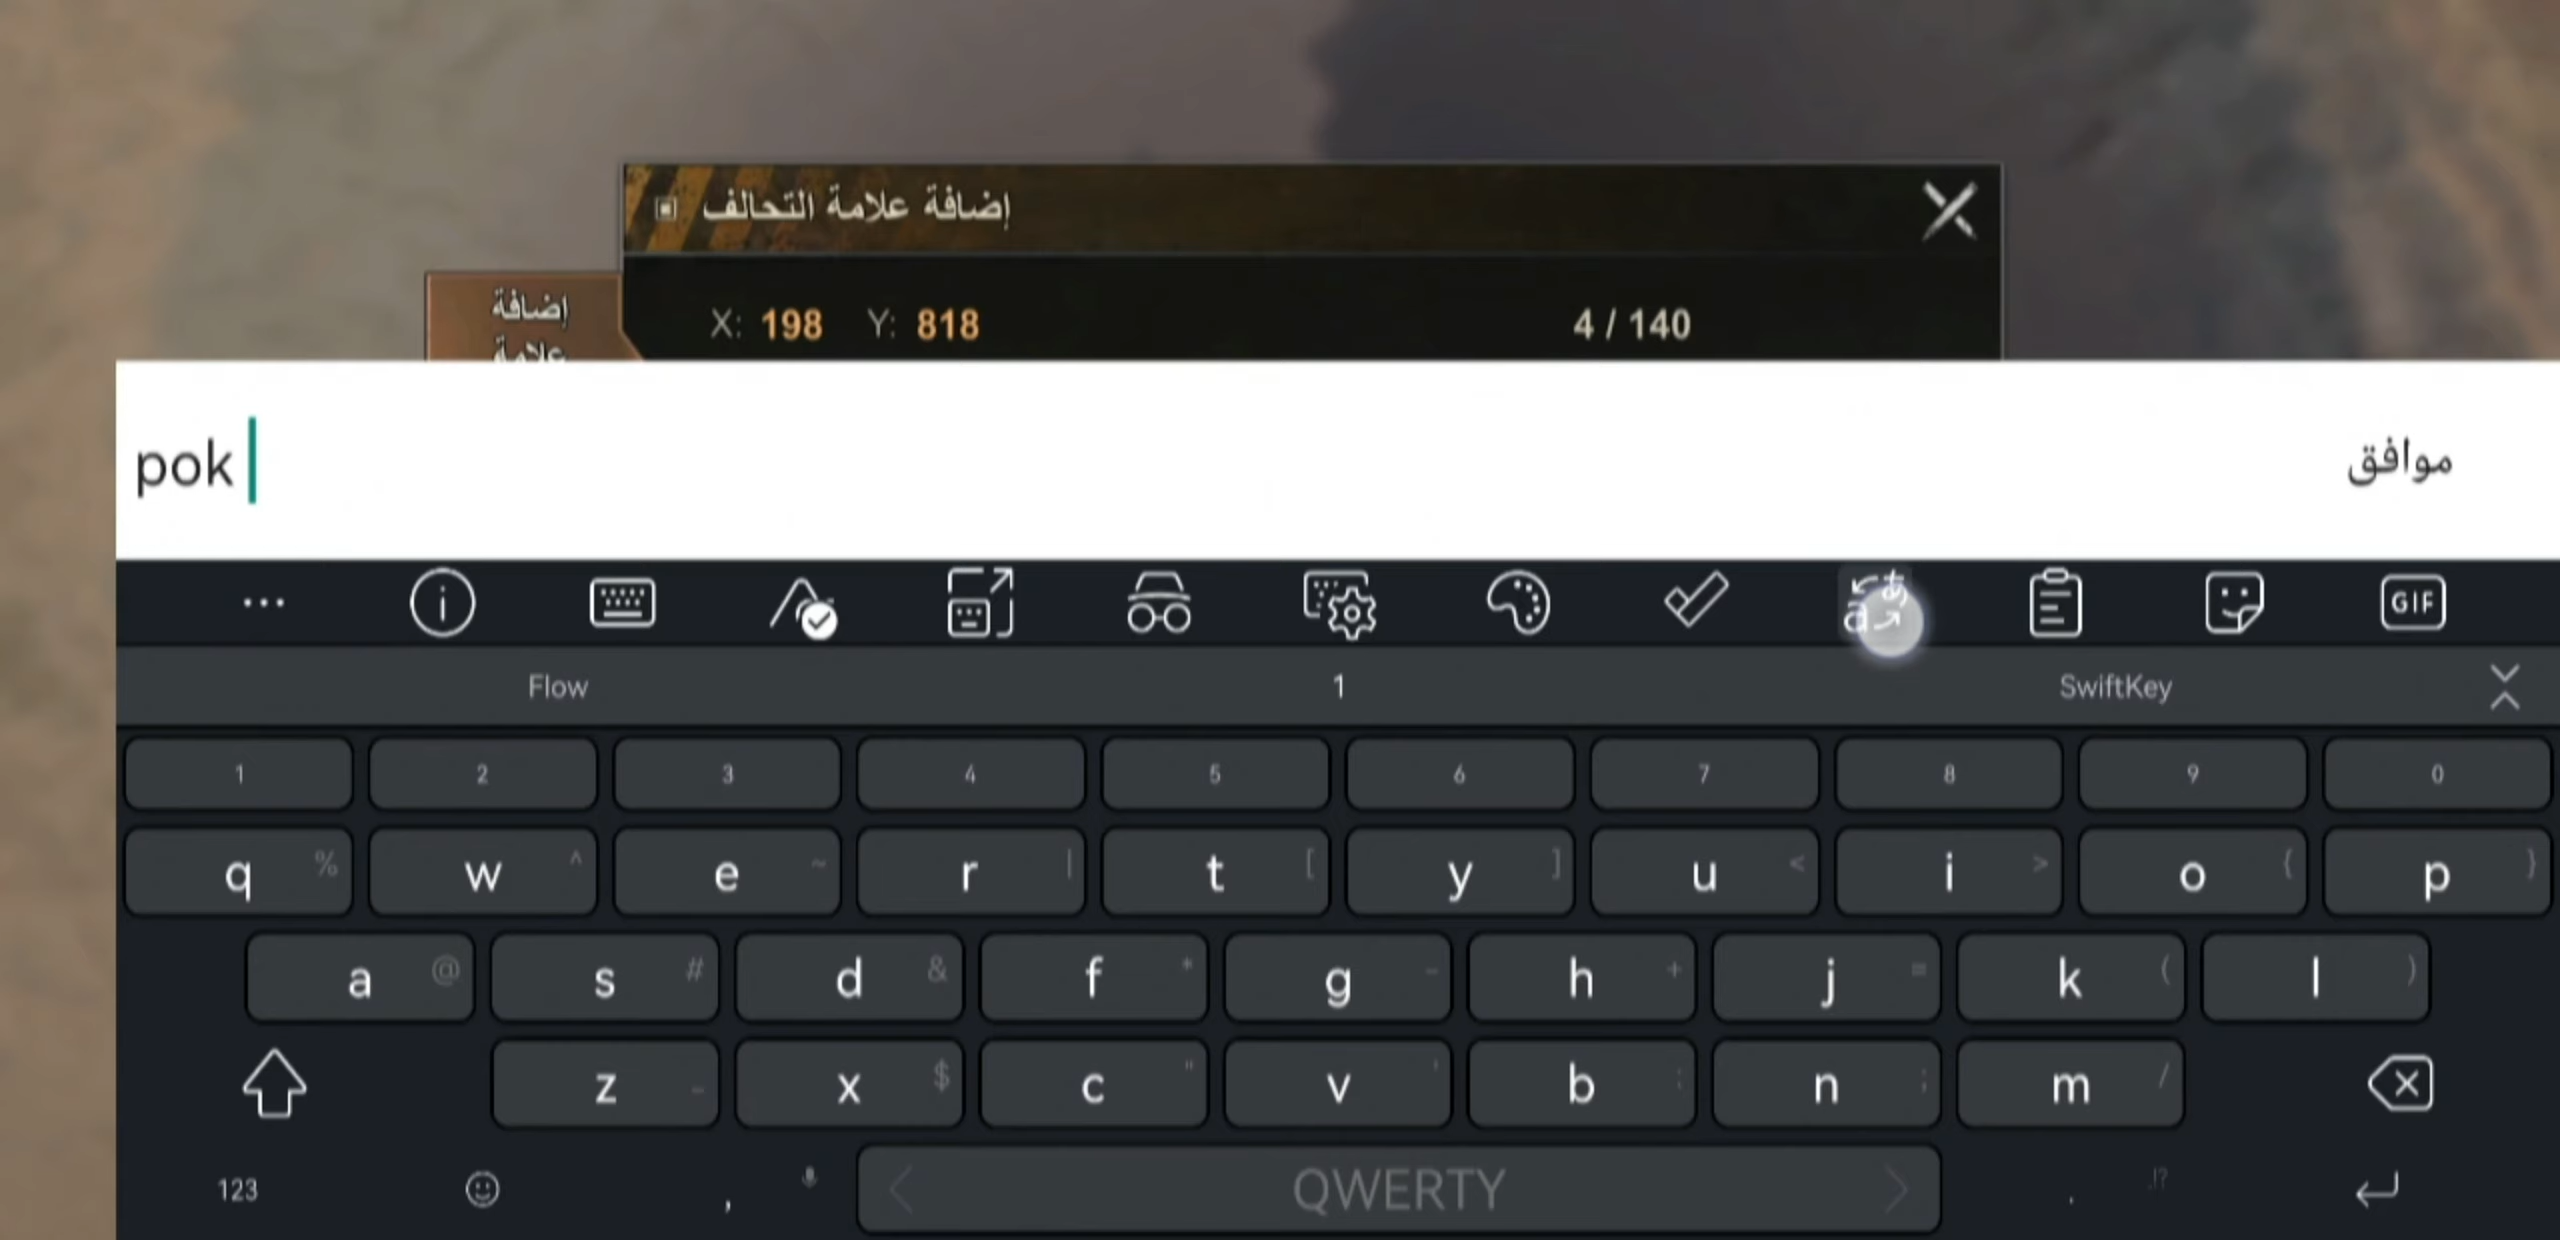 إضافة علامة التحالف
إضافة
علامة
X: 198 Y: 818
4 / 140
pok
موافق
GIF
Flow 1 SwiftKey
1 2 3 4 5 6 7 8 9 0
q % w ^ e ~ r | t [ y ] u < i > o { p }
a @ s # d & f * g - h + j = k ( l )
z _ x $ c " v ' b : n ; m /
123 , QWERTY . .!?